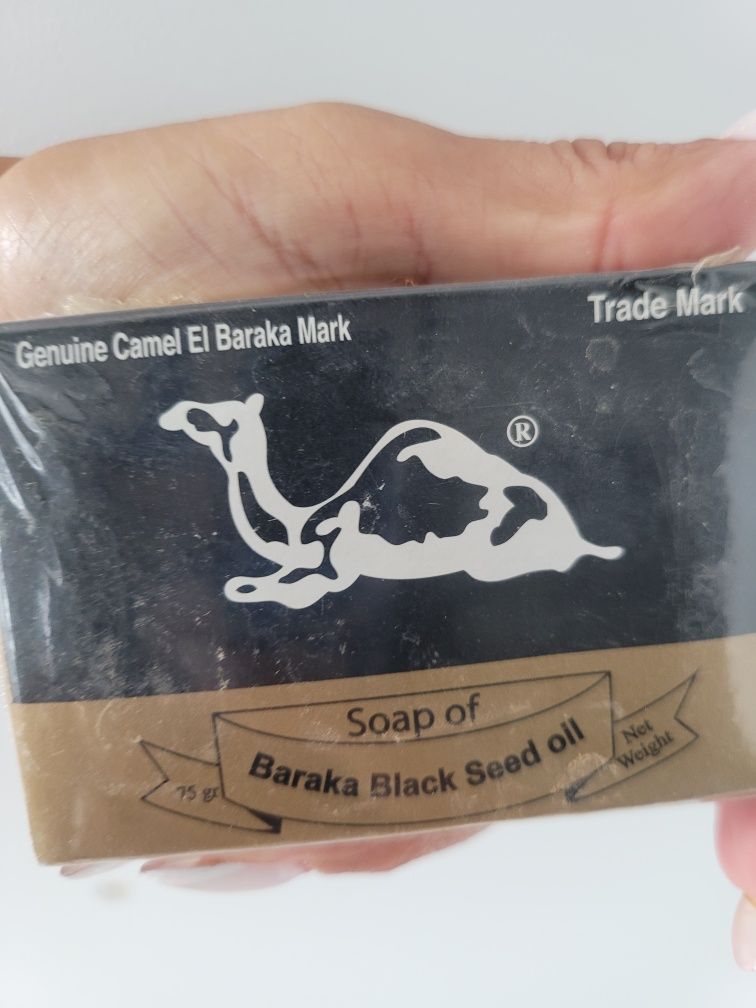 Genuine Camel El Baraka Mark
Trade Mark
®
Soap of
Baraka Black Seed oil
75 gr
Net
Weight